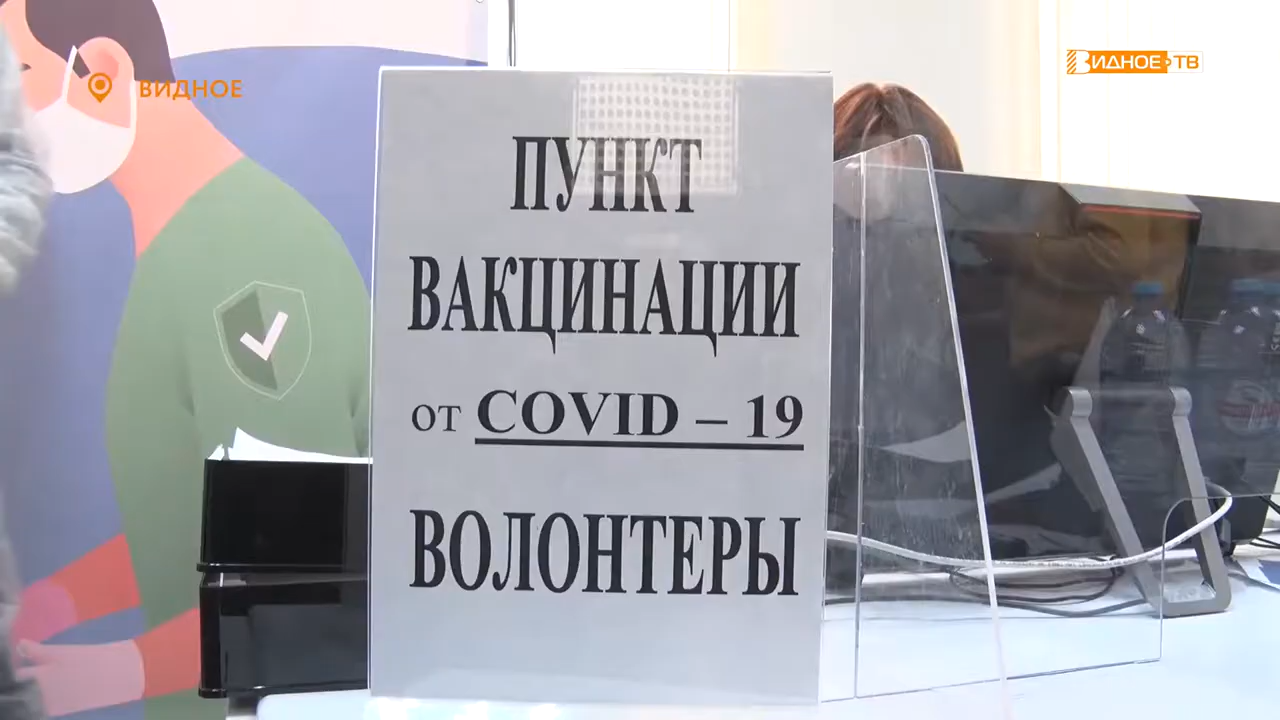 ВИДНОЕ
ВИДНОЕ ТВ
ПУНКТ
ВАКЦИНАЦИИ
от COVID – 19
ВОЛОНТЕРЫ